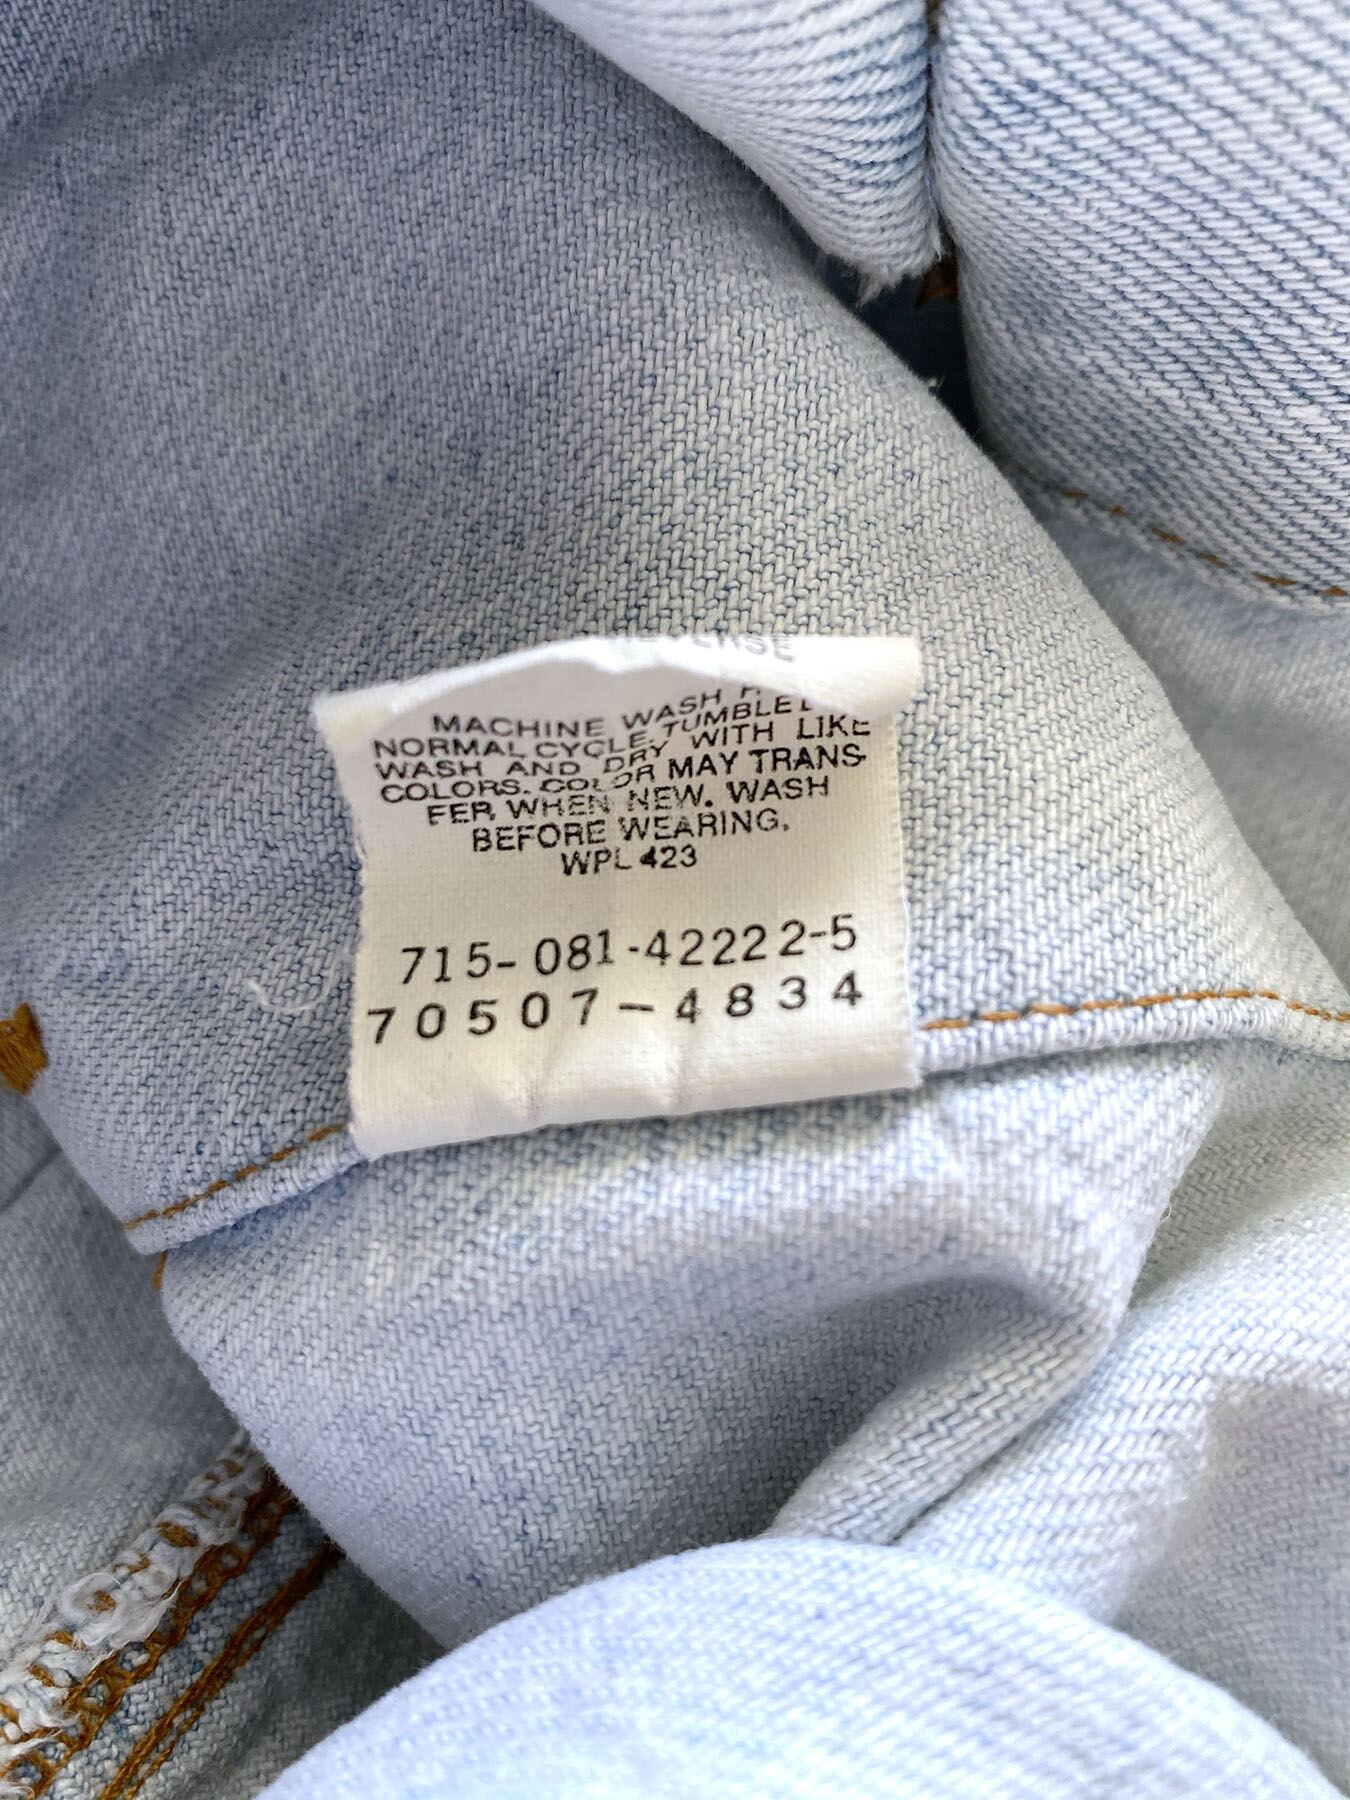 MACHINE WASH
NORMAL CYCLE. TUMBLE
WASH AND DRY WITH LIKE
COLORS. COLOR MAY TRANS-
FER WHEN NEW. WASH
BEFORE WEARING.
WPL 423
715-081-42222-5
70507-4834